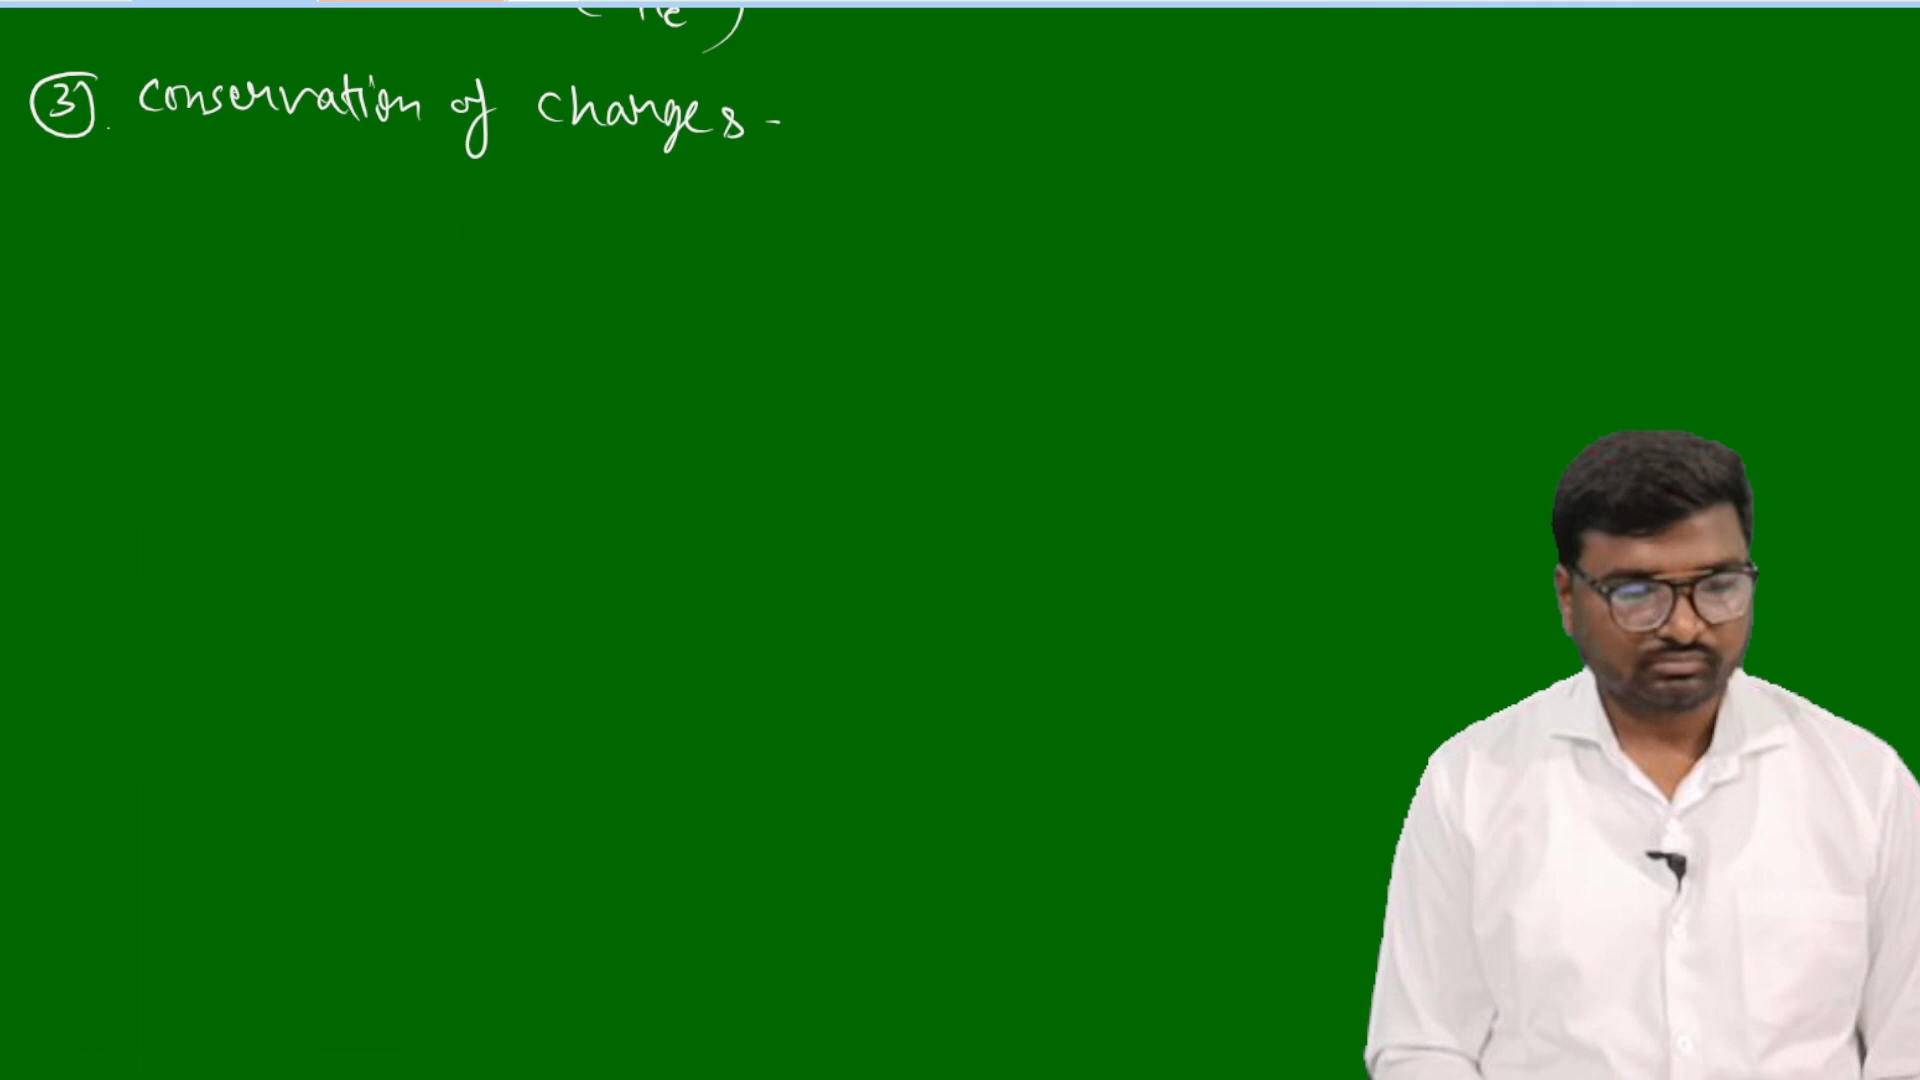 ③. conservation of charges -